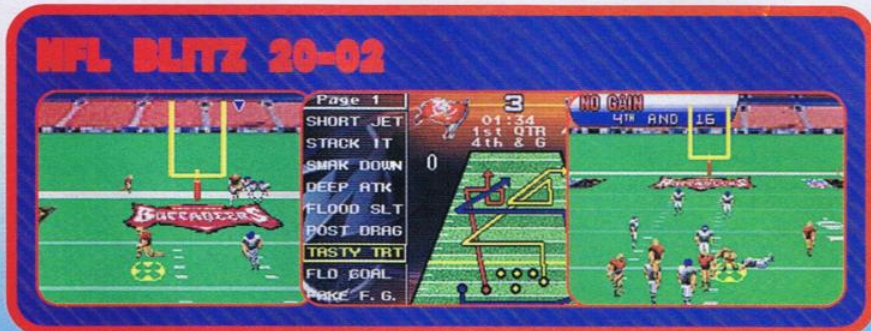 NFL BLITZ 20-02
BUCCANEERS
Page 1
SHORT JET
STACK IT
SMAK DOWN
DEEP ATK
FLOOD SLT
POST DRAG
TASTY TRT
FLD GOAL
FAKE F. G.
3
01:34
1st QTR
4th & G
0
NO GAIN
4TH AND 16
BUCCANEERS